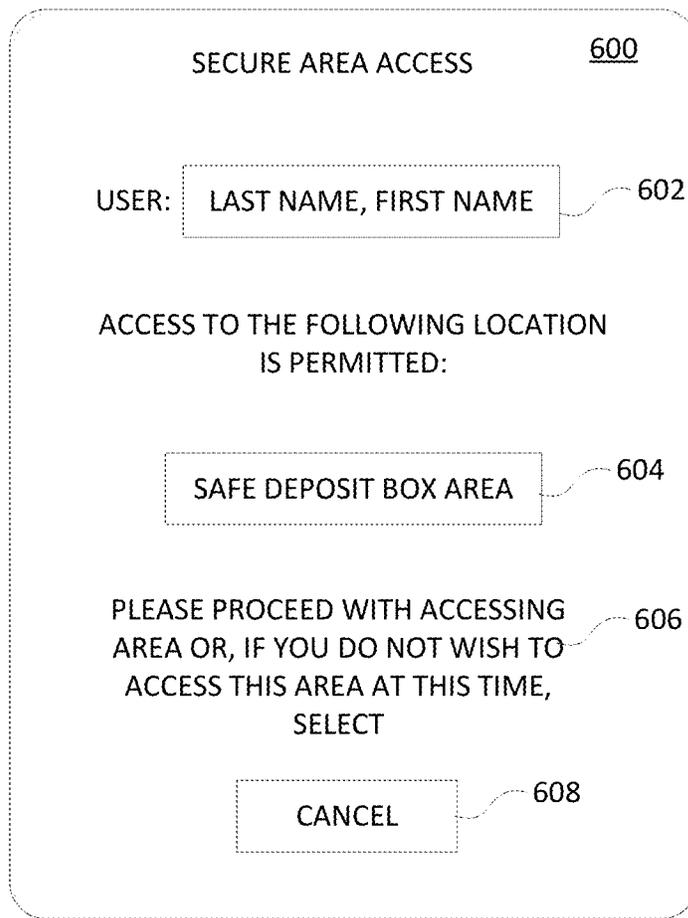 SECURE AREA ACCESS 600
USER: LAST NAME, FIRST NAME 602
ACCESS TO THE FOLLOWING LOCATION
IS PERMITTED:
SAFE DEPOSIT BOX AREA 604
PLEASE PROCEED WITH ACCESSING
AREA OR, IF YOU DO NOT WISH TO 606
ACCESS THIS AREA AT THIS TIME,
SELECT
CANCEL 608